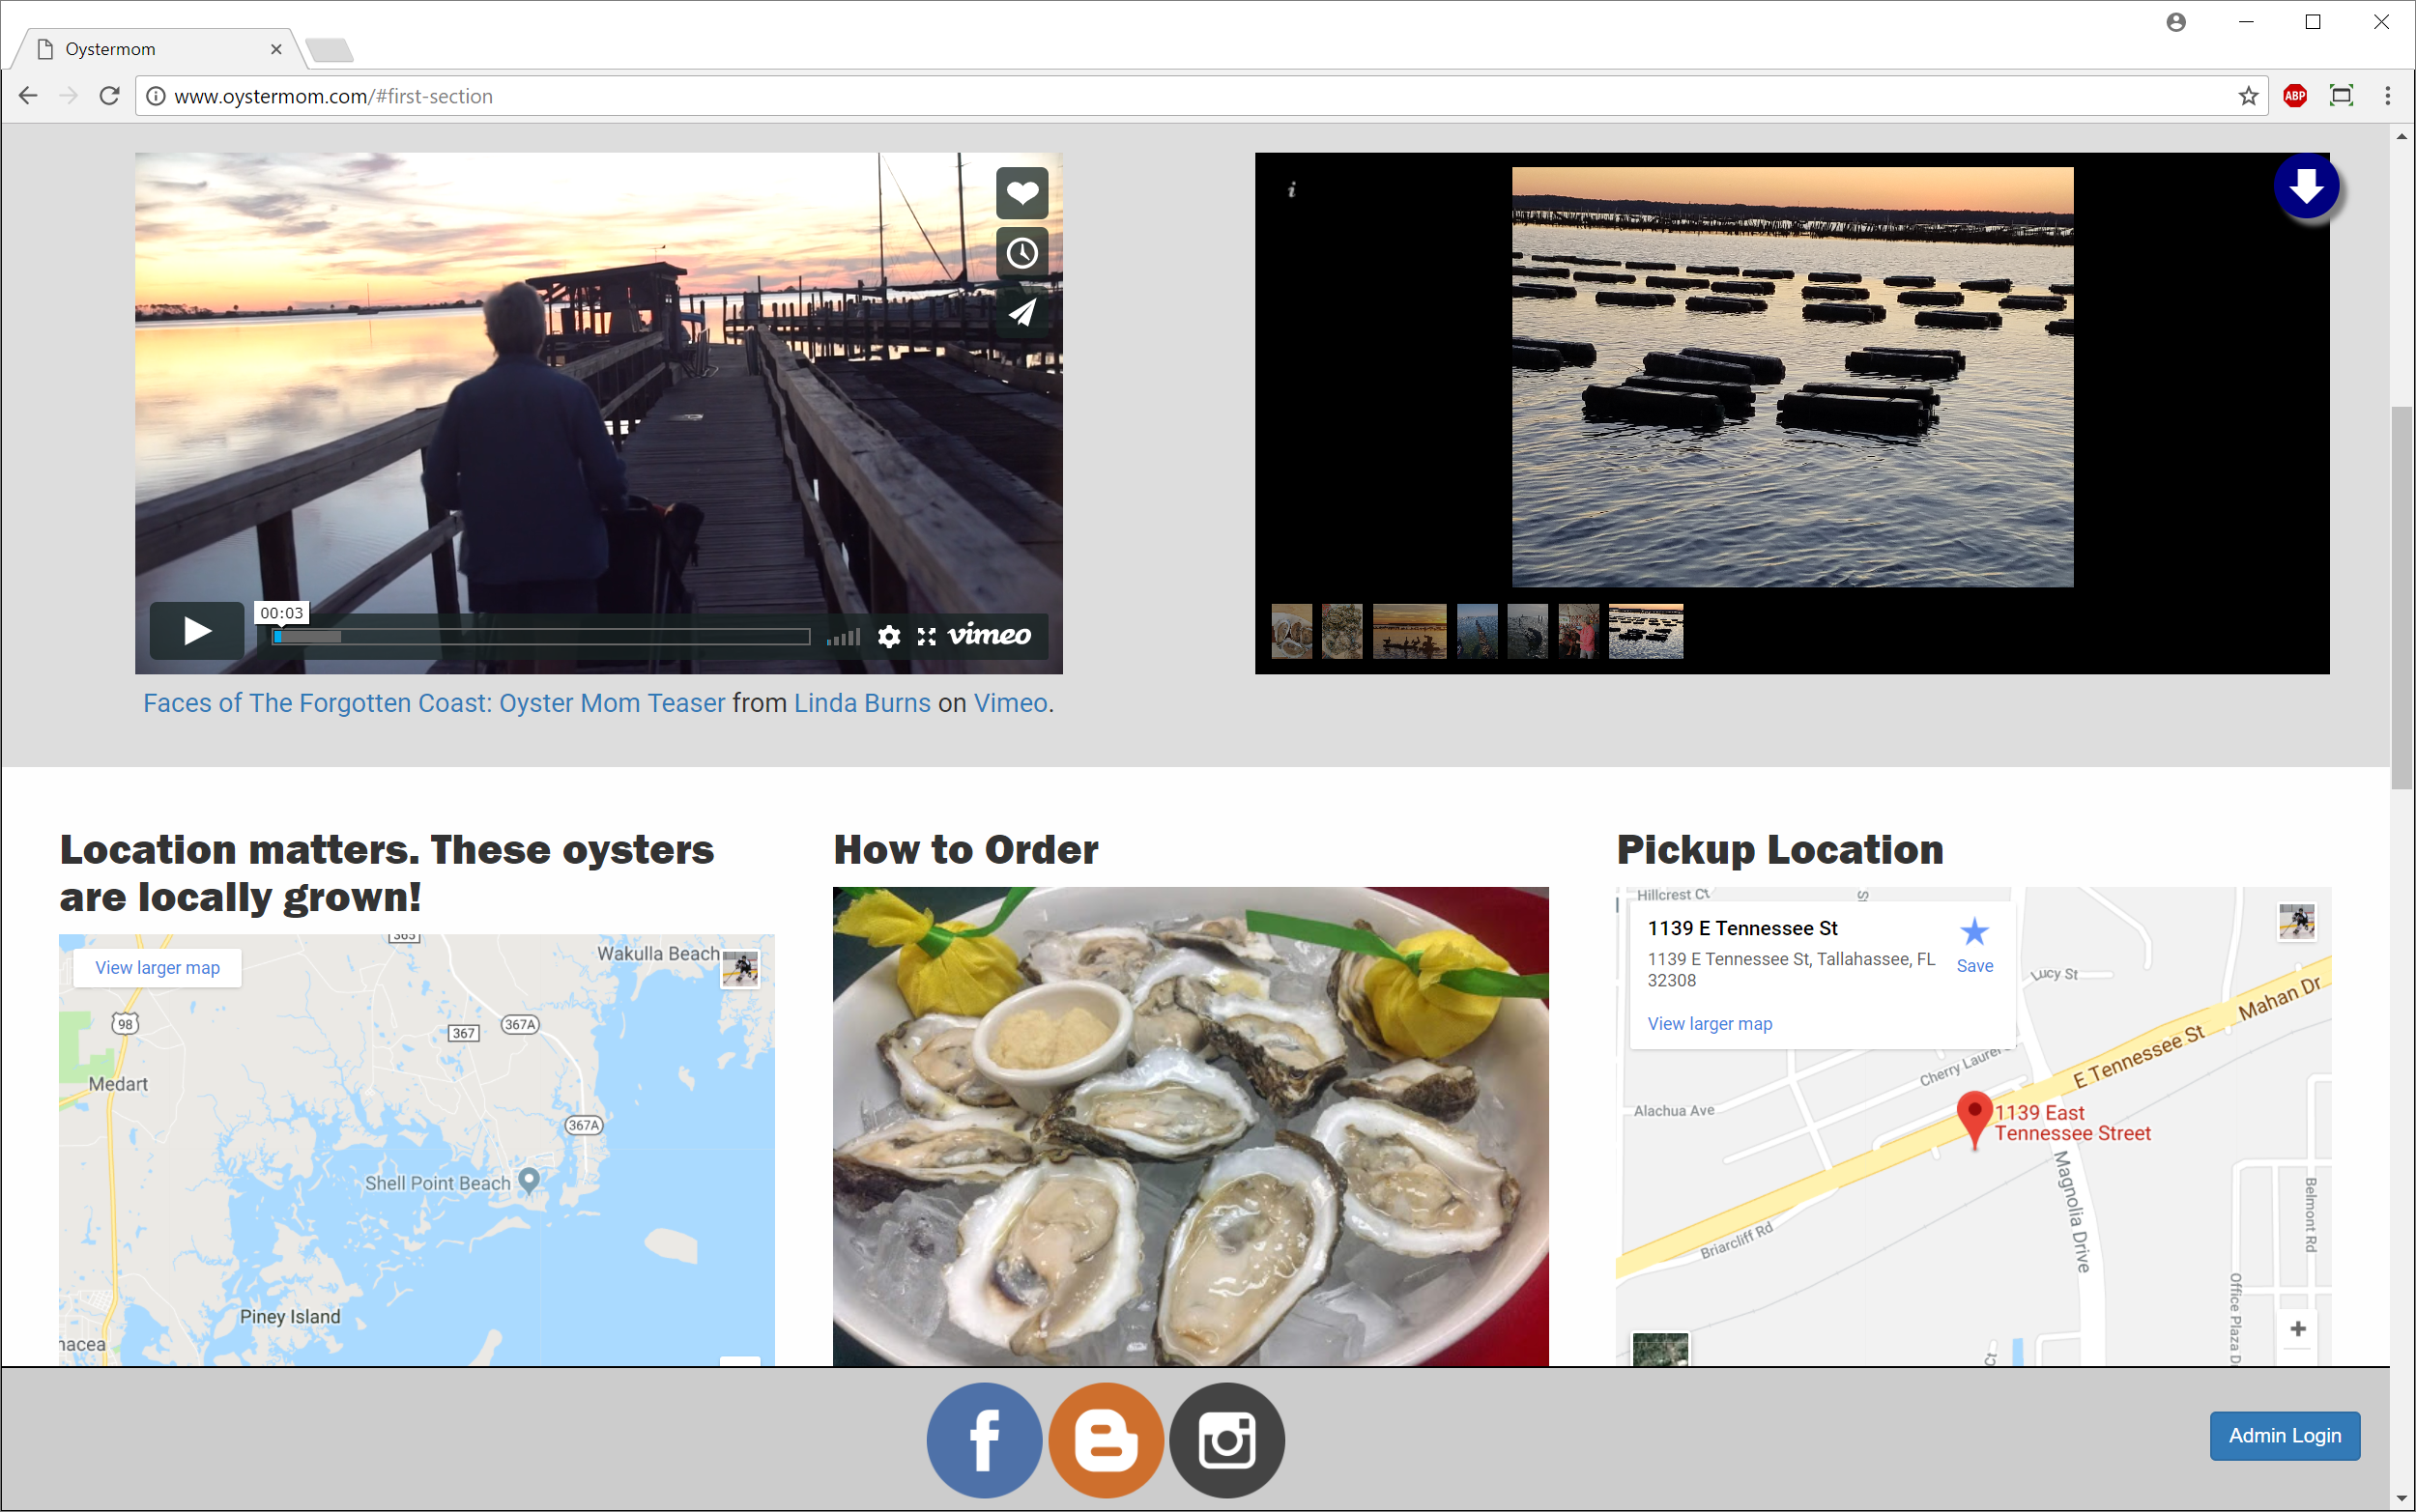 Oystermom
www.oystermom.com/#first-section
ABP
i
00:03
vimeo
Faces of The Forgotten Coast: Oyster Mom Teaser from Linda Burns on Vimeo.
Location matters. These oysters
are locally grown!
365
Wakulla Beach
View larger map
98
367
367A
Medart
367A
Shell Point Beach
Piney Island
nacea
How to Order
Pickup Location
Hillcrest Ct
1139 E Tennessee St
1139 E Tennessee St, Tallahassee, FL
32308
Save
View larger map
Lucy St
Mahan Dr
E Tennessee St
Cherry Laurel
Alachua Ave
1139 East
Tennessee Street
Magnolia Drive
Briarcliff Rd
Belmont Rd
Office Plaza D
Ct
+
f
B
Admin Login